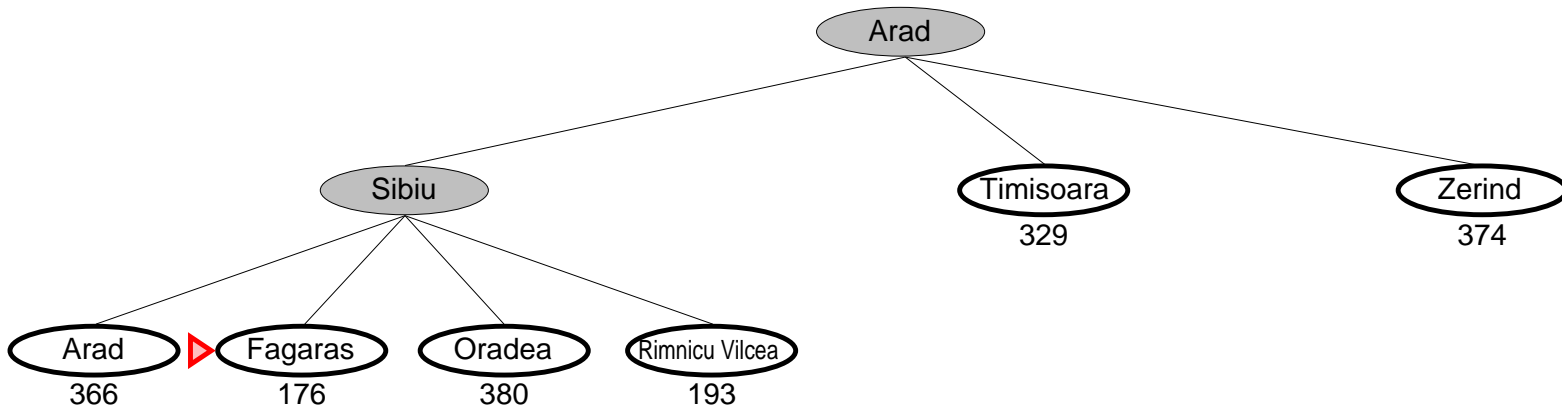 Arad
Sibiu
Timisoara
Zerind
329
374
Arad
Fagaras
Oradea
Rimnicu Vilcea
366
176
380
193